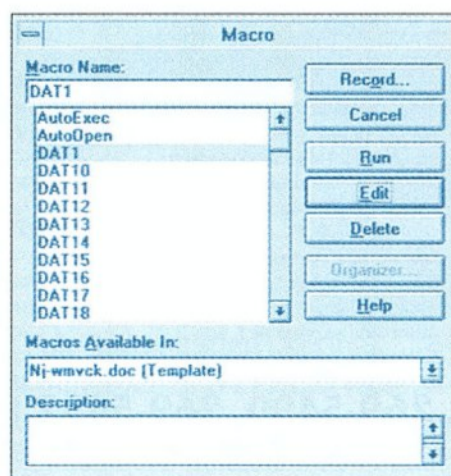 Macro
Macro Name:
DAT1
AutoExec
AutoOpen
DAT1
DAT10
DAT11
DAT12
DAT13
DAT14
DAT15
DAT16
DAT17
DAT18
Record...
Cancel
Run
Edit
Delete
Organizer...
Help
Macros Available In:
Nj-wmvck.doc (Template)
Description: